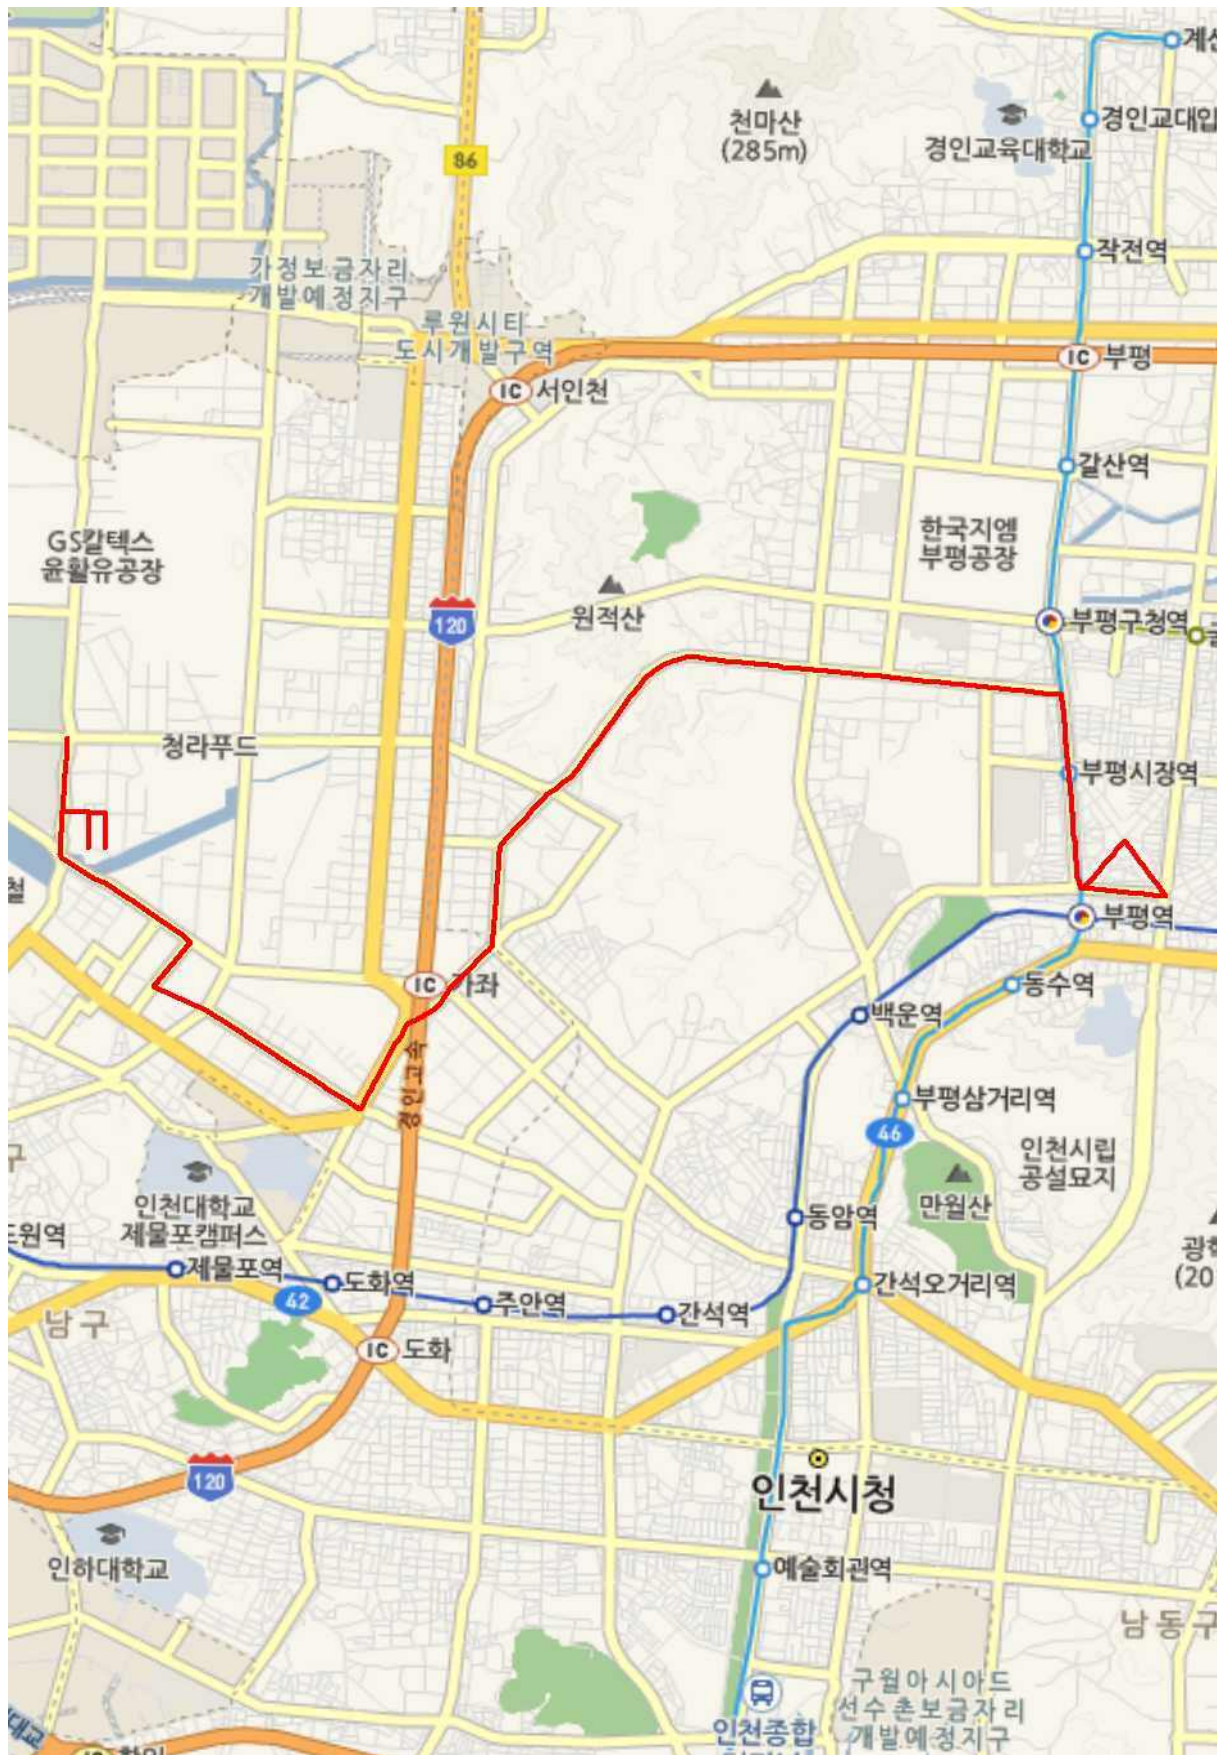 계산
천마산
(285m)
경인교육대학교
경인교대입
86
작전역
가정보금자리
개발예정지구
루원시티
도시개발구역
IC 부평
IC 서인천
갈산역
GS칼텍스
윤활유공장
한국지엠
부평공장
원적산
120
부평구청역
청라푸드
부평시장역
철
부평역
IC 가좌
동수역
백운역
경인고속
부평삼거리역
46
구
인천대학교
제물포캠퍼스
인천시립
공설묘지
만월산
도원역
동암역
제물포역
도화역
간석오거리역
42
주안역
간석역
남구
(20
IC 도화
120
인천시청
인하대학교
예술회관역
남동구
구월아시아드
선수촌보금자리
개발예정지구
대교
인천종합